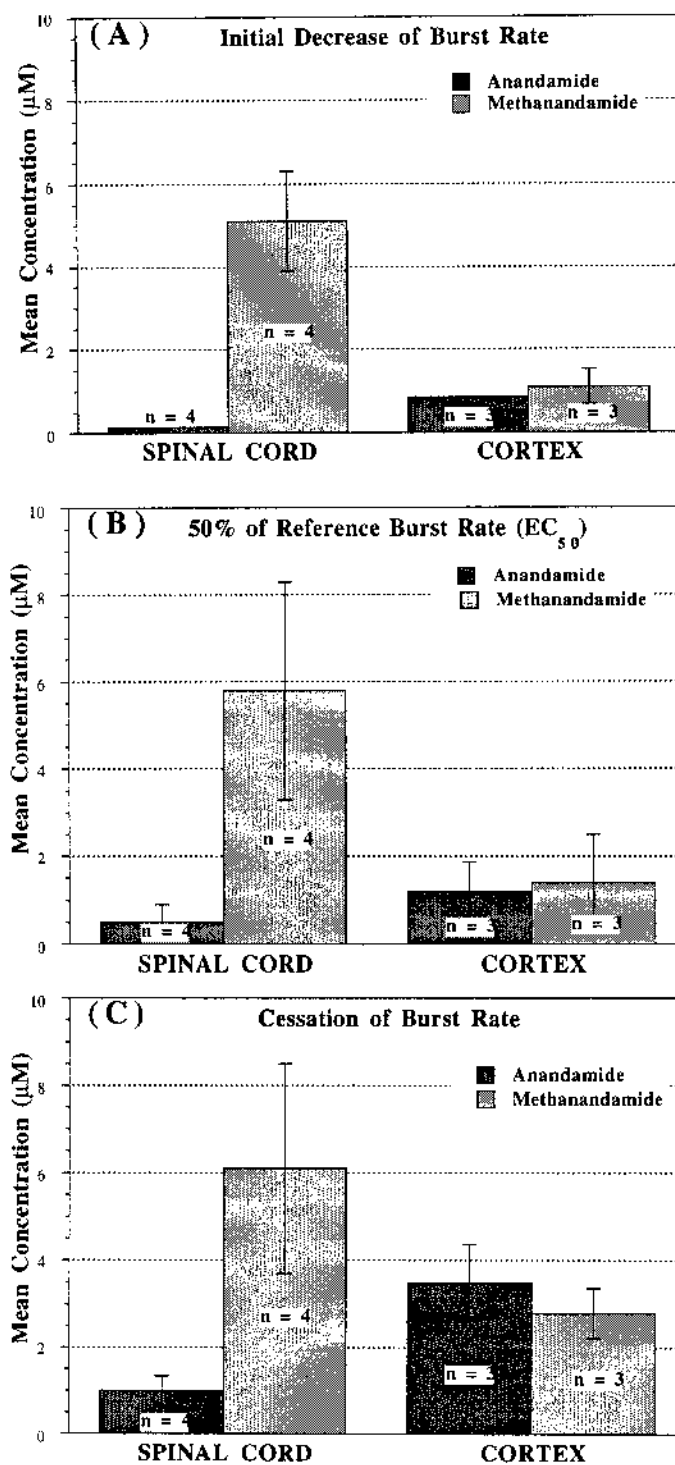 (A) Initial Decrease of Burst Rate
Anandamide
Methanandamide
Mean Concentration (µM)
10
8
6
4
2
0
n = 4
n = 4
n = 3
n = 3
SPINAL CORD CORTEX
(B) 50% of Reference Burst Rate (EC50)
Anandamide
Methanandamide
Mean Concentration (µM)
10
8
6
4
2
0
n = 4
n = 4
n = 3
n = 3
SPINAL CORD CORTEX
(C) Cessation of Burst Rate
Anandamide
Methanandamide
Mean Concentration (µM)
10
8
6
4
2
0
n = 4
n = 4
n = 3
n = 3
SPINAL CORD CORTEX